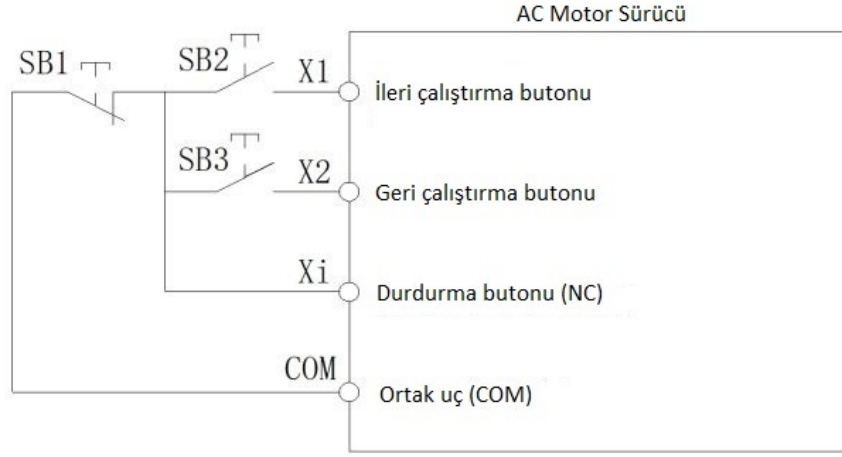 AC Motor Sürücü
SB1
SB2
X1
İleri çalıştırma butonu
SB3
X2
Geri çalıştırma butonu
Xi
Durdurma butonu (NC)
COM
Ortak uç (COM)